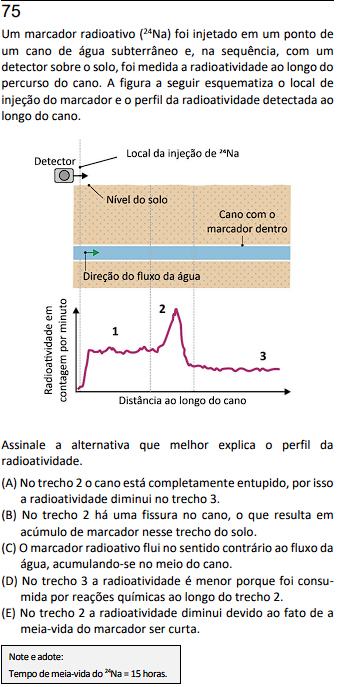 75
Um marcador radioativo (²⁴Na) foi injetado em um ponto de
um cano de água subterrâneo e, na sequência, com um
detector sobre o solo, foi medida a radioatividade ao longo do
percurso do cano. A figura a seguir esquematiza o local de
injeção do marcador e o perfil da radioatividade detectada ao
longo do cano.
Detector
Local da injeção de ²⁴Na
Nível do solo
Cano com o
marcador dentro
Direção do fluxo da água
Radioatividade em
contagem por minuto
1
2
3
Distância ao longo do cano
Assinale a alternativa que melhor explica o perfil da
radioatividade.
(A) No trecho 2 o cano está completamente entupido, por isso
a radioatividade diminui no trecho 3.
(B) No trecho 2 há uma fissura no cano, o que resulta em
acúmulo de marcador nesse trecho do solo.
(C) O marcador radioativo flui no sentido contrário ao fluxo da
água, acumulando-se no meio do cano.
(D) No trecho 3 a radioatividade é menor porque foi consu-
mida por reações químicas ao longo do trecho 2.
(E) No trecho 2 a radioatividade diminui devido ao fato de a
meia-vida do marcador ser curta.
Note e adote:
Tempo de meia-vida do ²⁴Na = 15 horas.